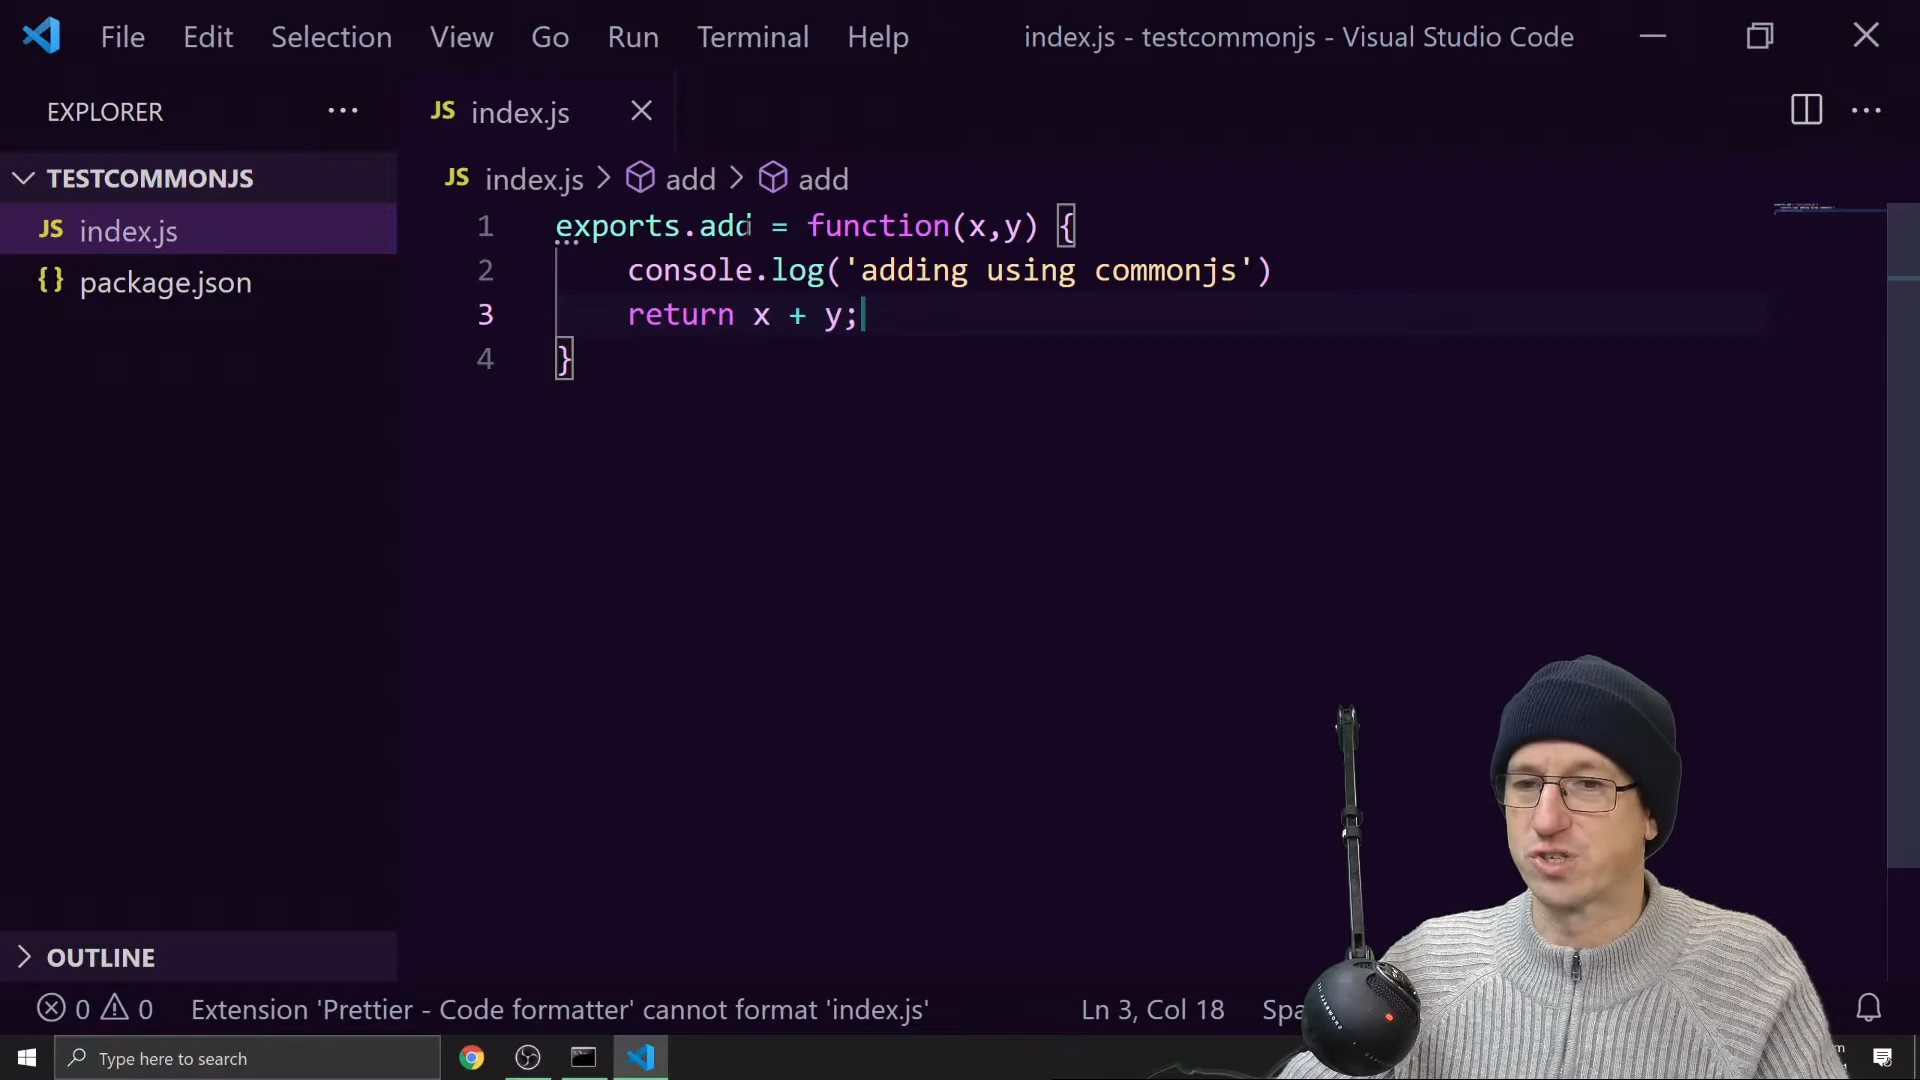 File Edit Selection View Go Run Terminal Help index.js - testcommonjs - Visual Studio Code
EXPLORER ···
TESTCOMMONJS
JS index.js
{} package.json
OUTLINE
JS index.js
JS index.js > add > add
1 exports.add = function(x,y) {
2 console.log('adding using commonjs')
3 return x + y;
4 }
0 0 Extension 'Prettier - Code formatter' cannot format 'index.js' Ln 3, Col 18
Type here to search